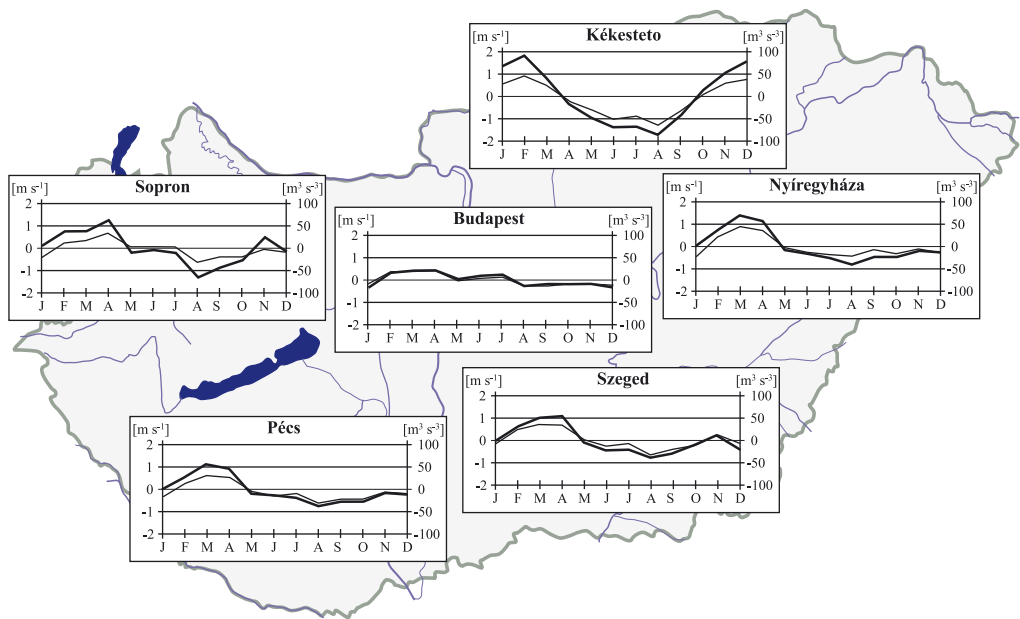 [m s-1] Kékesteto [m3 s-3]
2 100
1 50
0 0
-1 -50
-2 -100
J F M A M J J A S O N D
[m s-1] Sopron [m3 s-3]
2 100
1 50
0 0
-1 -50
-2 -100
J F M A M J J A S O N D
[m s-1] Nyíregyháza [m3 s-3]
2 100
1 50
0 0
-1 -50
-2 -100
J F M A M J J A S O N D
[m s-1] Budapest [m3 s-3]
2 100
1 50
0 0
-1 -50
-2 -100
J F M A M J J A S O N D
[m s-1] Szeged [m3 s-3]
2 100
1 50
0 0
-1 -50
-2 -100
J F M A M J J A S O N D
[m s-1] Pécs [m3 s-3]
2 100
1 50
0 0
-1 -50
-2 -100
J F M A M J J A S O N D